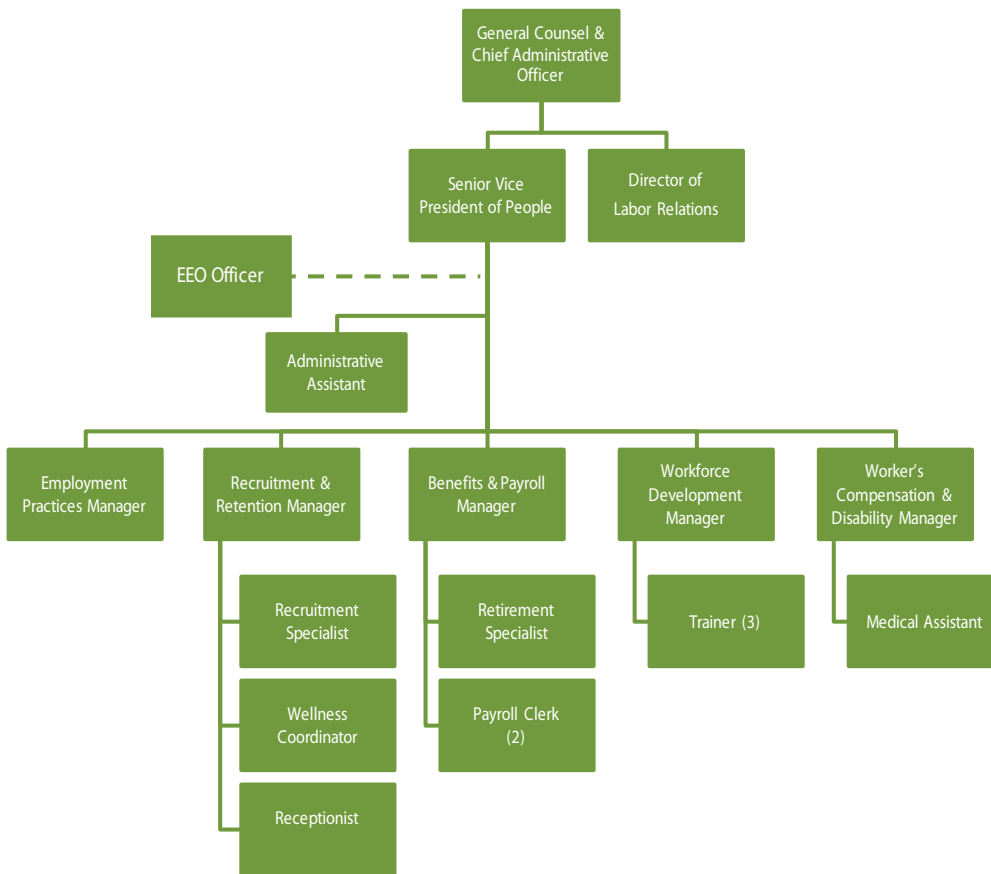 General Counsel &
Chief Administrative
Officer
Senior Vice
President of People
Director of
Labor Relations
EEO Officer
Administrative
Assistant
Employment
Practices Manager
Recruitment &
Retention Manager
Benefits & Payroll
Manager
Workforce
Development
Manager
Worker’s
Compensation &
Disability Manager
Recruitment
Specialist
Retirement
Specialist
Trainer (3)
Medical Assistant
Wellness
Coordinator
Payroll Clerk
(2)
Receptionist